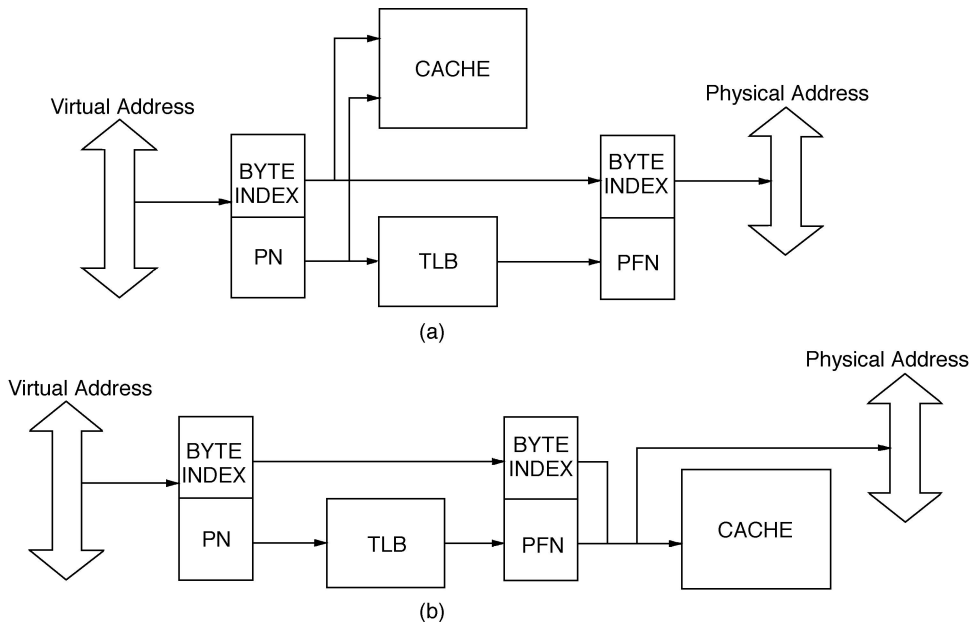 CACHE
Virtual Address
Physical Address
BYTE
INDEX
BYTE
INDEX
PN
TLB
PFN
(a)
Physical Address
Virtual Address
BYTE
INDEX
BYTE
INDEX
CACHE
PN
TLB
PFN
(b)